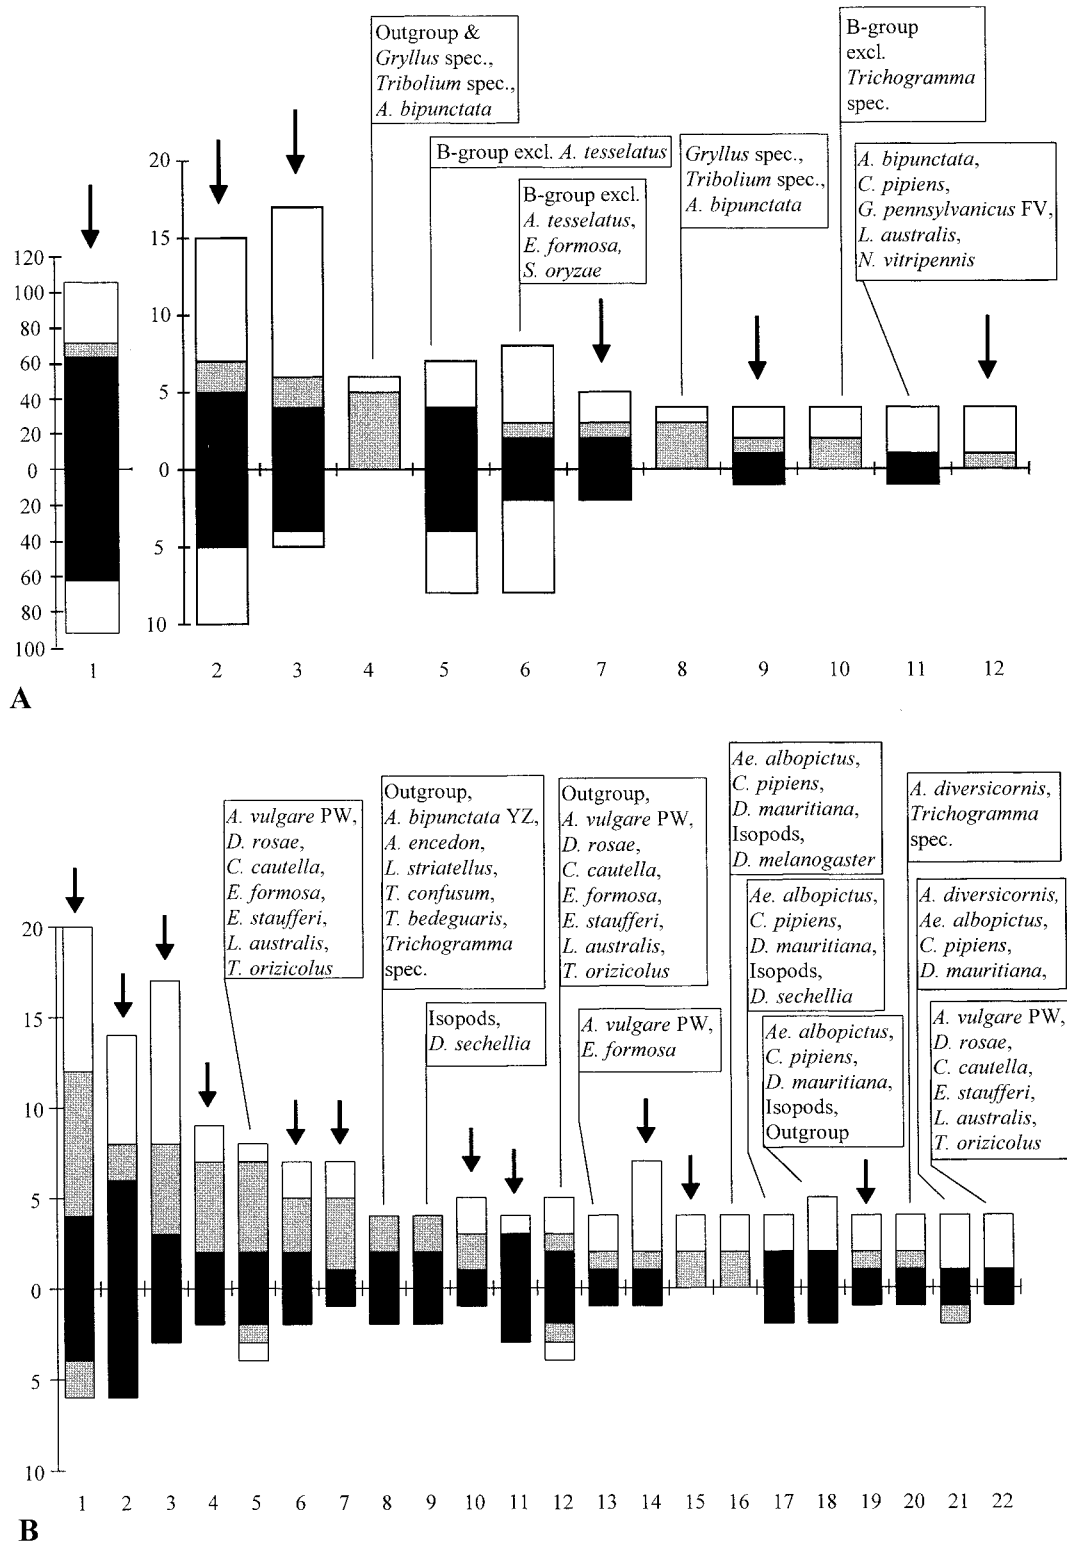 Outgroup &
Gryllus spec.,
Tribolium spec.,
A. bipunctata
B-group
excl.
Trichogramma
spec.
B-group excl. A. tesselatus
B-group excl.
A. tesselatus,
E. formosa,
S. oryzae
Gryllus spec.,
Tribolium spec.,
A. bipunctata
A. bipunctata,
C. pipiens,
G. pennsylvanicus FV,
L. australis,
N. vitripennis
120
100
80
60
40
20
0
20
40
60
80
100
20
15
10
5
0
5
10
1 2 3 4 5 6 7 8 9 10 11 12
A
A. vulgare PW,
D. rosae,
C. cautella,
E. formosa,
E. staufferi,
L. australis,
T. orizicolus
Outgroup,
A. bipunctata YZ,
A. encedon,
L. striatellus,
T. confusum,
T. bedeguaris,
Trichogramma
spec.
Isopods,
D. sechellia
Outgroup,
A. vulgare PW,
D. rosae,
C. cautella,
E. formosa,
E. staufferi,
L. australis,
T. orizicolus
A. vulgare PW,
E. formosa
Ae. albopictus,
C. pipiens,
D. mauritiana,
Isopods,
D. melanogaster
Ae. albopictus,
C. pipiens,
D. mauritiana,
Isopods,
D. sechellia
Ae. albopictus,
C. pipiens,
D. mauritiana,
Isopods,
Outgroup
A. diversicornis,
Trichogramma
spec.
A. diversicornis,
Ae. albopictus,
C. pipiens,
D. mauritiana,
A. vulgare PW,
D. rosae,
C. cautella,
E. staufferi,
L. australis,
T. orizicolus
20
15
10
5
0
5
10
1 2 3 4 5 6 7 8 9 10 11 12 13 14 15 16 17 18 19 20 21 22
B